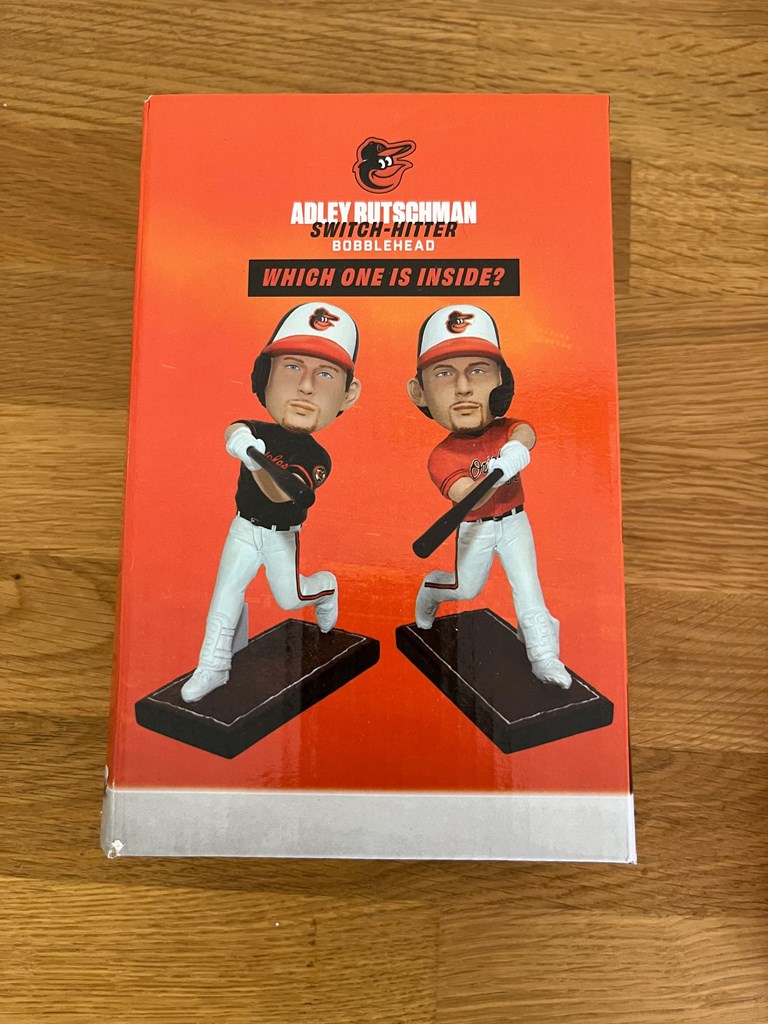 ADLEY RUTSCHMAN
SWITCH-HITTER
BOBBLEHEAD
WHICH ONE IS INSIDE?